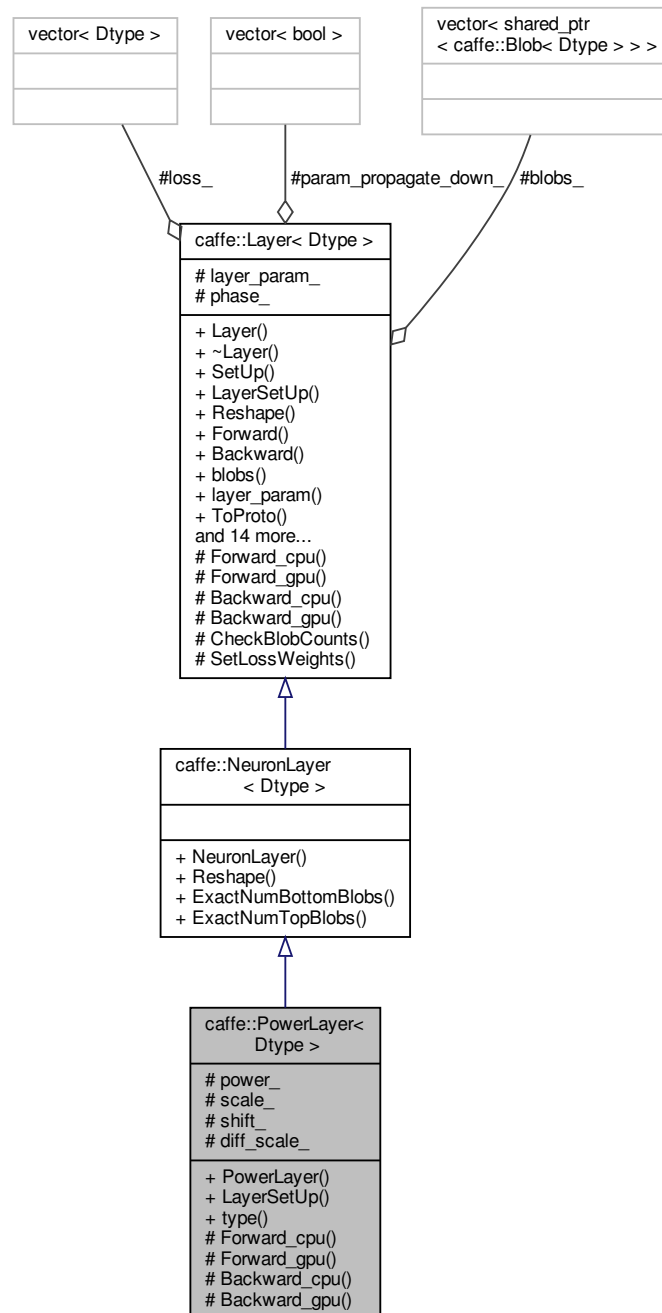 vector< Dtype >
vector< bool >
vector< shared_ptr
< caffe::Blob< Dtype > > >
#loss_
#param_propagate_down_
#blobs_
caffe::Layer< Dtype >
# layer_param_
# phase_
+ Layer()
+ ~Layer()
+ SetUp()
+ LayerSetUp()
+ Reshape()
+ Forward()
+ Backward()
+ blobs()
+ layer_param()
+ ToProto()
and 14 more...
# Forward_cpu()
# Forward_gpu()
# Backward_cpu()
# Backward_gpu()
# CheckBlobCounts()
# SetLossWeights()
caffe::NeuronLayer
< Dtype >
+ NeuronLayer()
+ Reshape()
+ ExactNumBottomBlobs()
+ ExactNumTopBlobs()
caffe::PowerLayer<
Dtype >
# power_
# scale_
# shift_
# diff_scale_
+ PowerLayer()
+ LayerSetUp()
+ type()
# Forward_cpu()
# Forward_gpu()
# Backward_cpu()
# Backward_gpu()